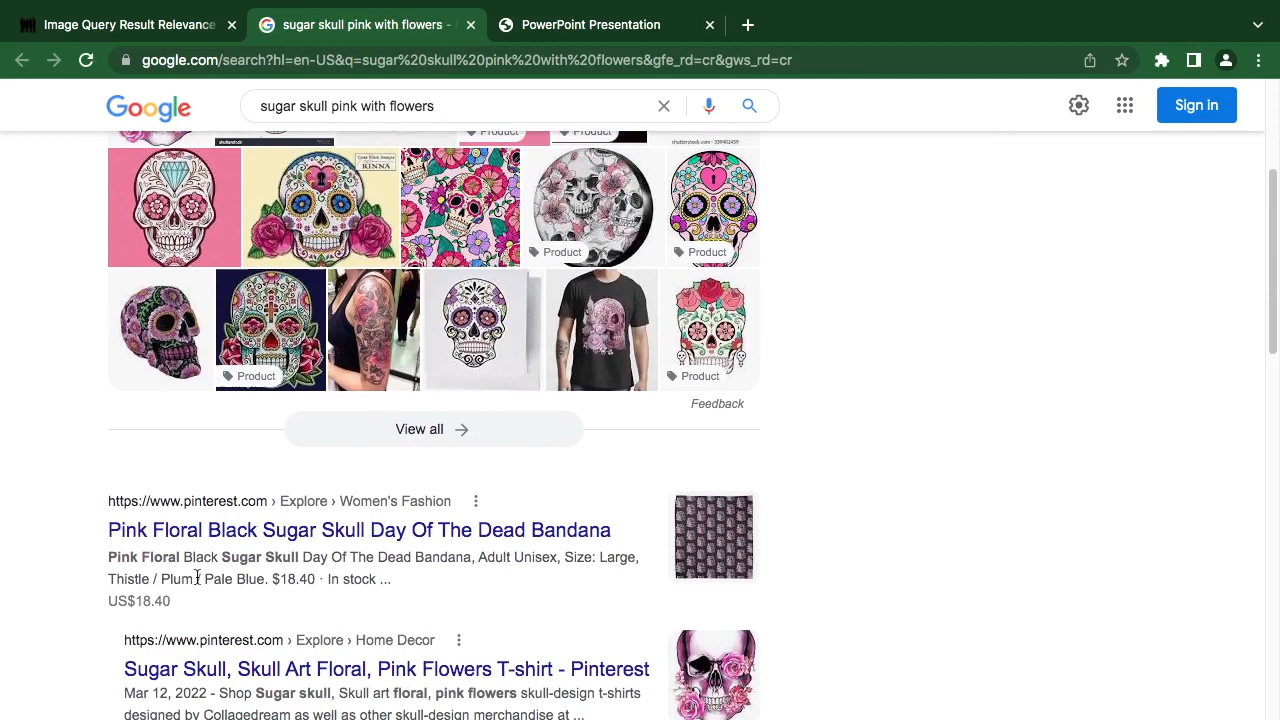 Image Query Result Relevance
sugar skull pink with flowers -
PowerPoint Presentation
google.com/search?hl=en-US&q=sugar%20skull%20pink%20with%20flowers&gfe_rd=cr&gws_rd=cr
Google
sugar skull pink with flowers
Sign in
Product
Product
shutterstock
shutterstock.com · 339401459
RINNA
Product
Product
Product
Product
Feedback
View all
https://www.pinterest.com › Explore › Women's Fashion
Pink Floral Black Sugar Skull Day Of The Dead Bandana
Pink Floral Black Sugar Skull Day Of The Dead Bandana, Adult Unisex, Size: Large,
Thistle / Plum / Pale Blue. $18.40 · In stock ...
US$18.40
https://www.pinterest.com › Explore › Home Decor
Sugar Skull, Skull Art Floral, Pink Flowers T-shirt - Pinterest
Mar 12, 2022 - Shop Sugar skull, Skull art floral, pink flowers skull-design t-shirts
designed by Collagedream as well as other skull-design merchandise at ...